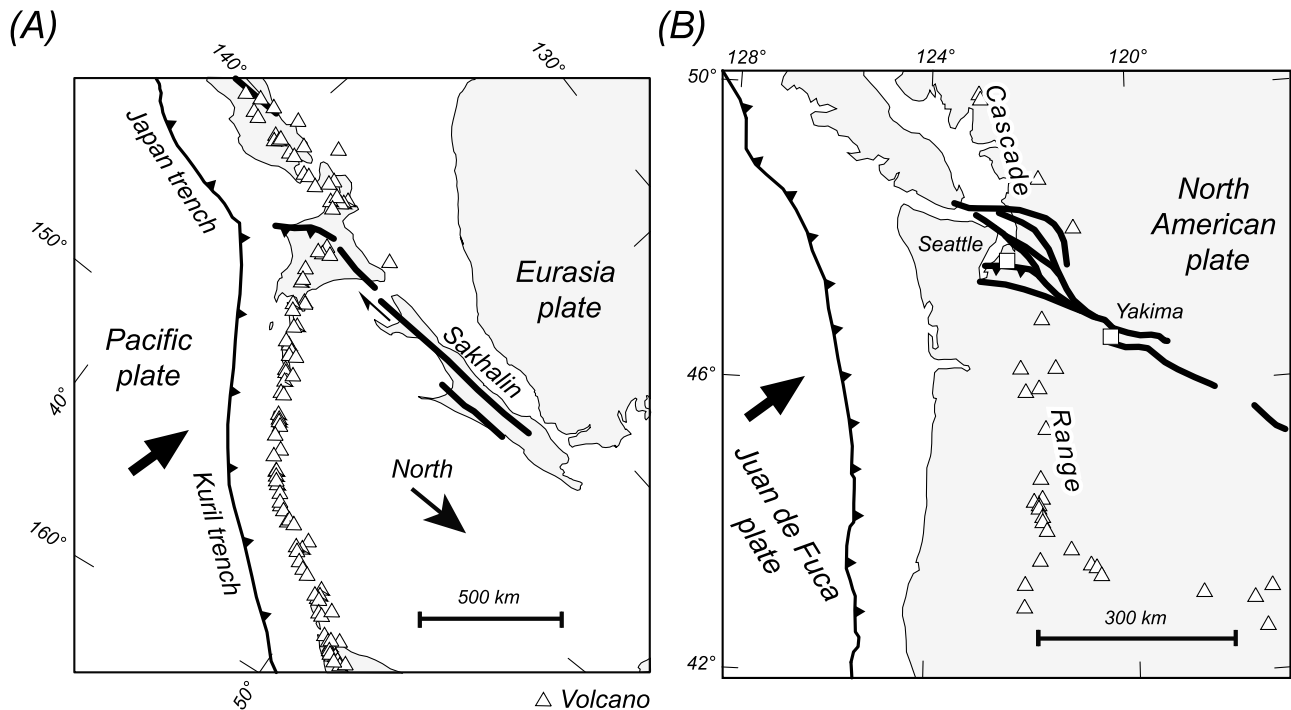 (A)
140°
130°
Japan trench
150°
Eurasia
plate
Pacific
plate
Sakhalin
40°
North
Kuril trench
160°
500 km
50°
Volcano
(B)
128°
124°
120°
50°
Cascade
North
American
plate
Seattle
Yakima
46°
Range
Juan de Fuca
plate
300 km
42°